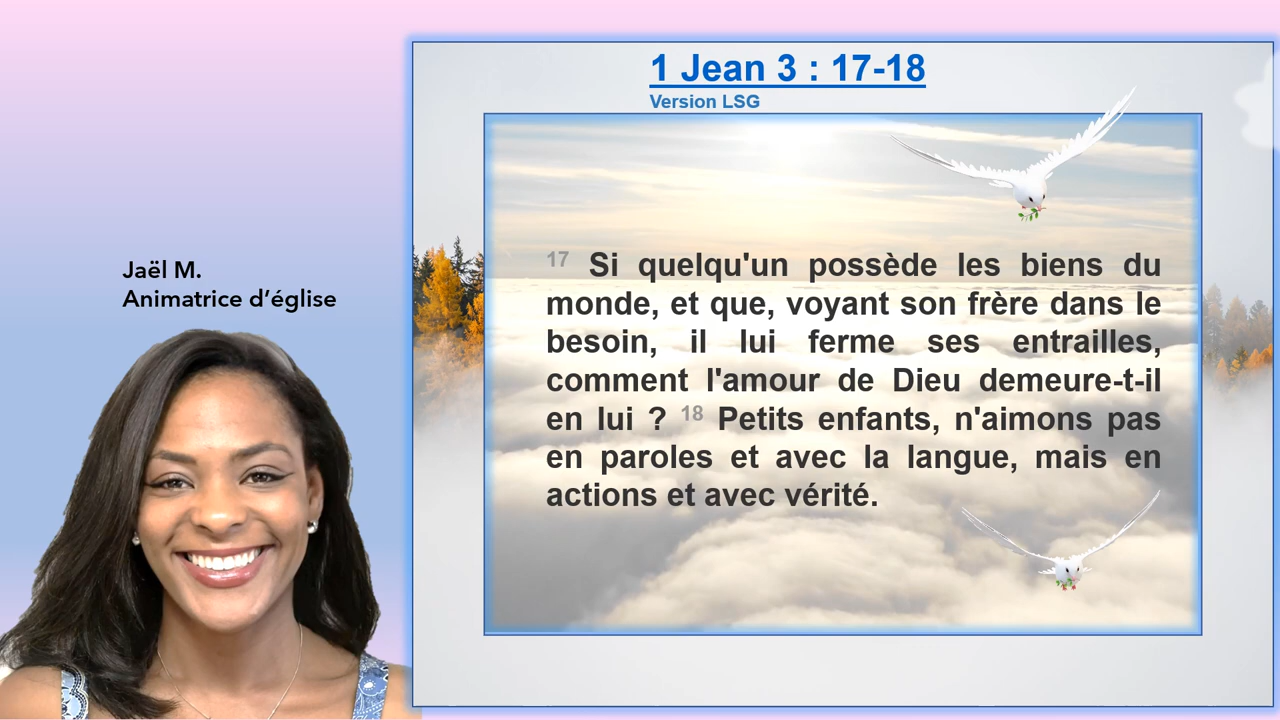 1 Jean 3 : 17-18
Version LSG
17 Si quelqu'un possède les biens du
monde, et que, voyant son frère dans le
besoin, il lui ferme ses entrailles,
comment l'amour de Dieu demeure-t-il
en lui ? 18 Petits enfants, n'aimons pas
en paroles et avec la langue, mais en
actions et avec vérité.
Jaël M.
Animatrice d’église